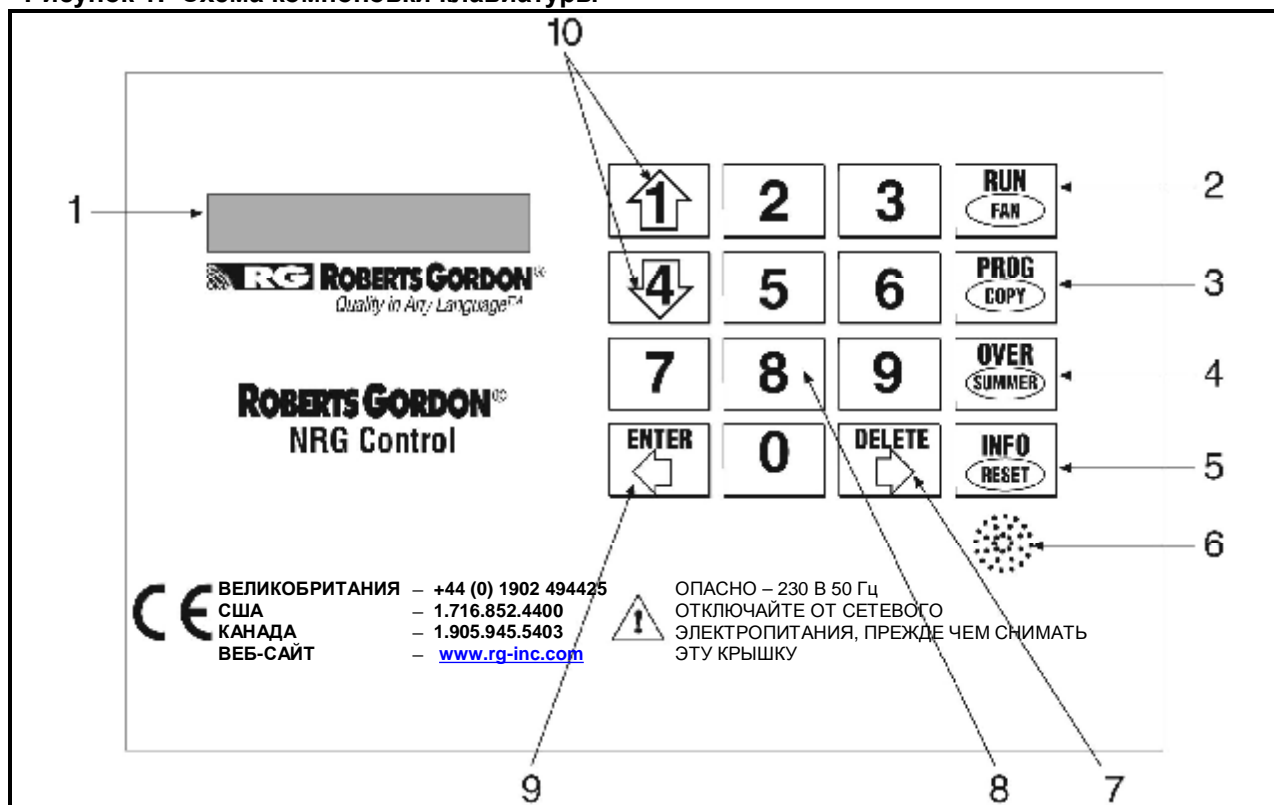 Рисунок 1. Схема компоновки клавиатуры
10
1
1 2 3 RUN FAN
2
4 5 6 PROG COPY
3
7 8 9 OVER SUMMER
4
ENTER 0 DELETE INFO RESET
5
6
RG ROBERTS GORDON®
Quality in Any Language™
ROBERTS GORDON®
NRG Control
CE
ВЕЛИКОБРИТАНИЯ – +44 (0) 1902 494425
США – 1.716.852.4400
КАНАДА – 1.905.945.5403
ВЕБ-САЙТ – www.rg-inc.com
!
ОПАСНО – 230 В 50 Гц
ОТКЛЮЧАЙТЕ ОТ СЕТЕВОГО
ЭЛЕКТРОПИТАНИЯ, ПРЕЖДЕ ЧЕМ СНИМАТЬ
ЭТУ КРЫШКУ
9 8 7